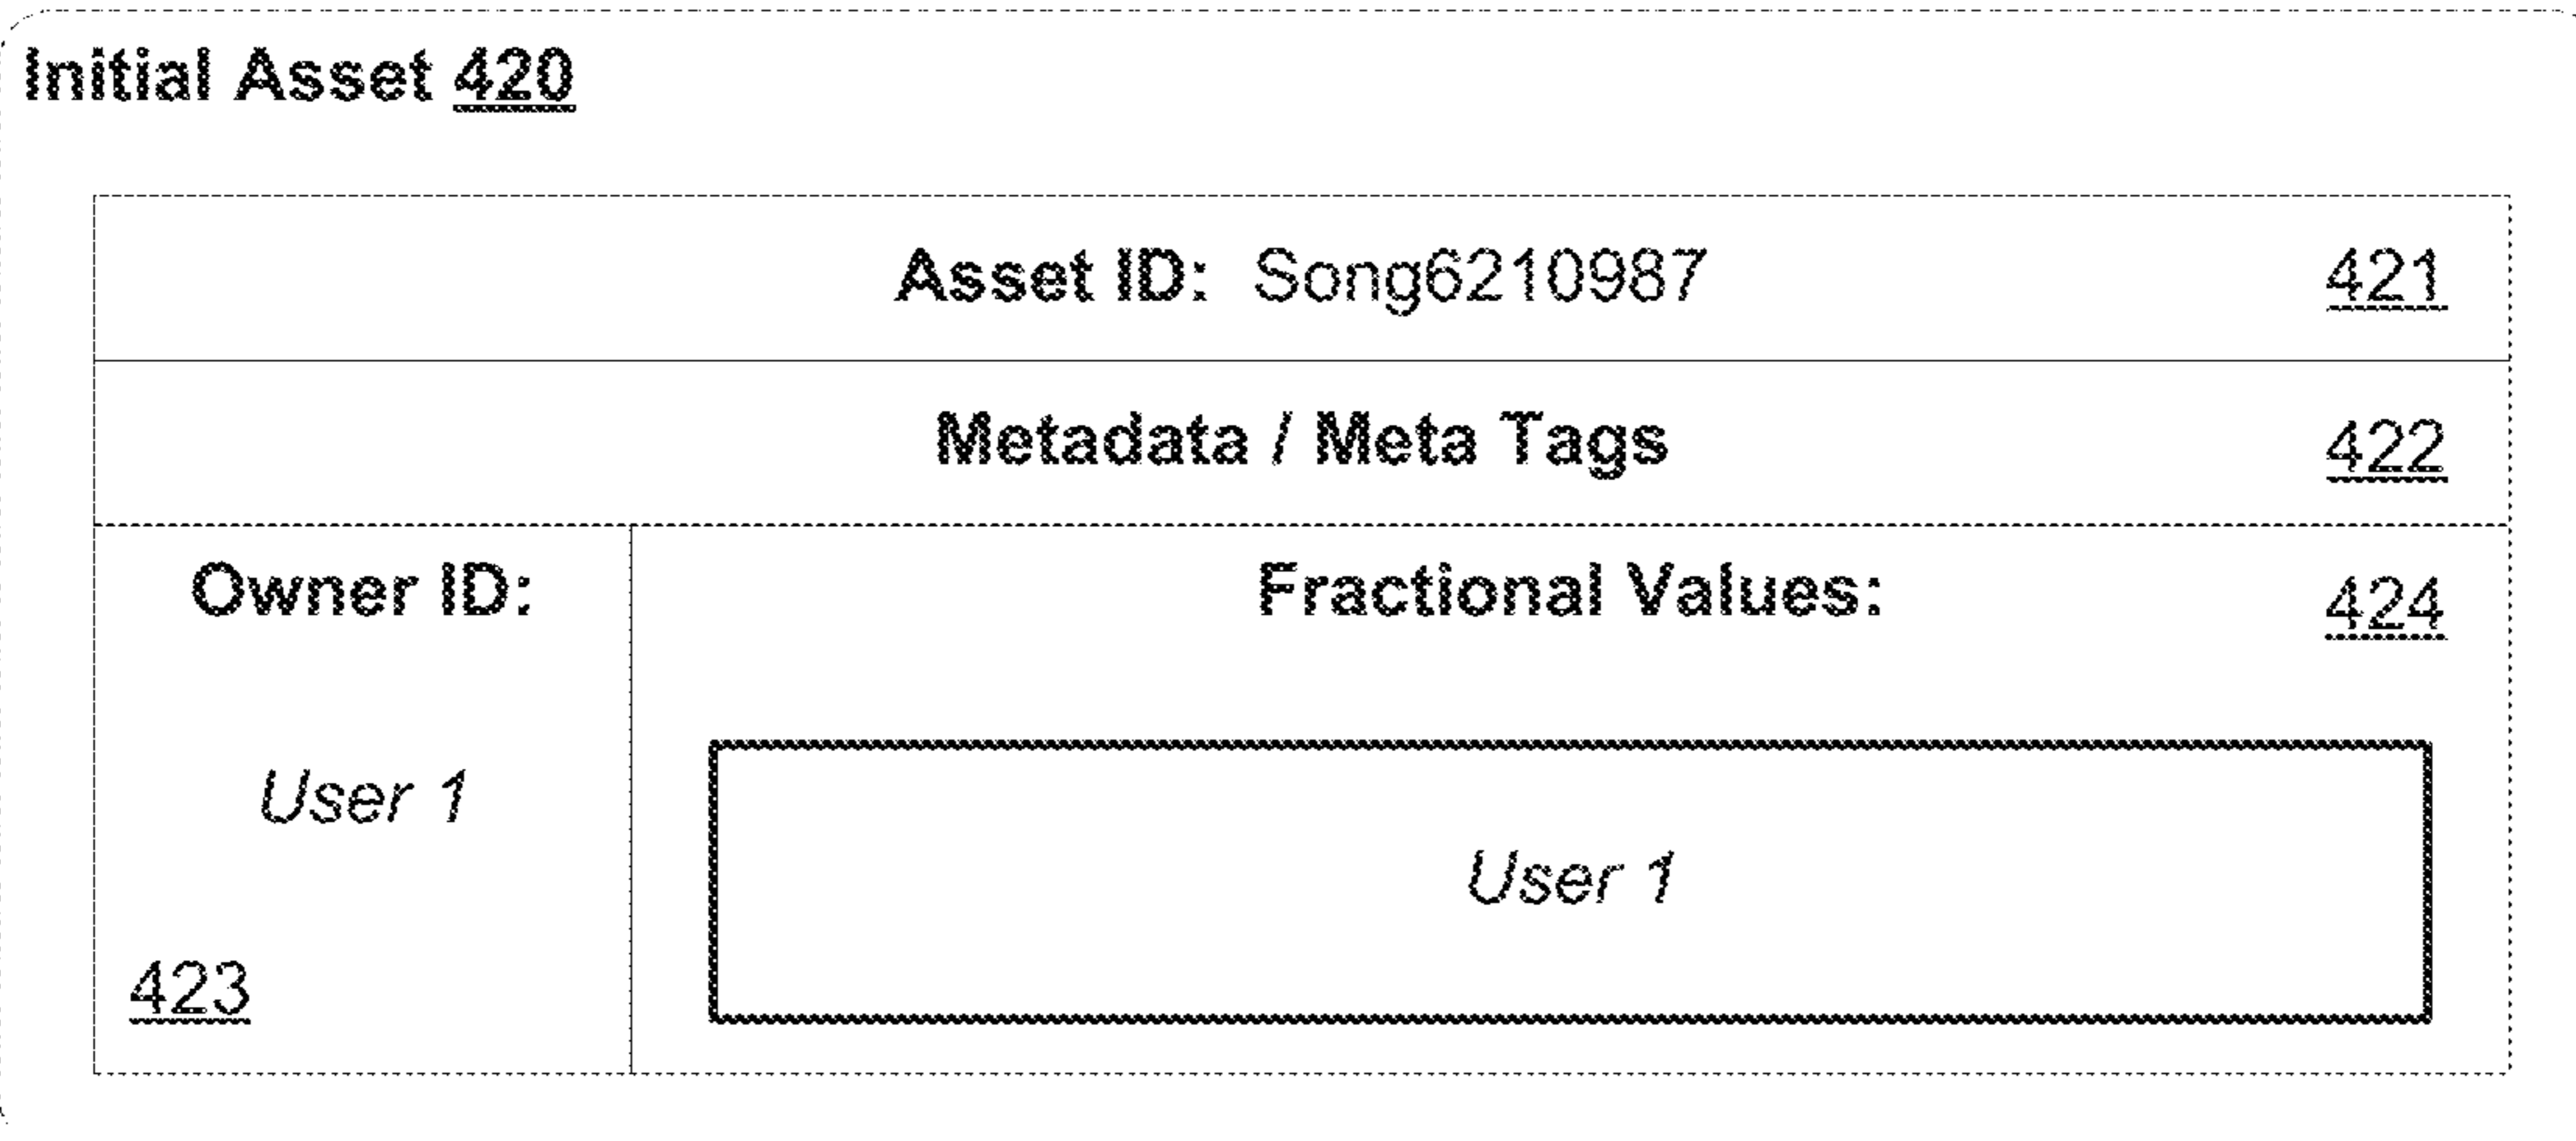 Initial Asset 420
Asset ID: Song6210987 421
Metadata / Meta Tags 422
Owner ID:
User 1
423
Fractional Values: 424
User 1